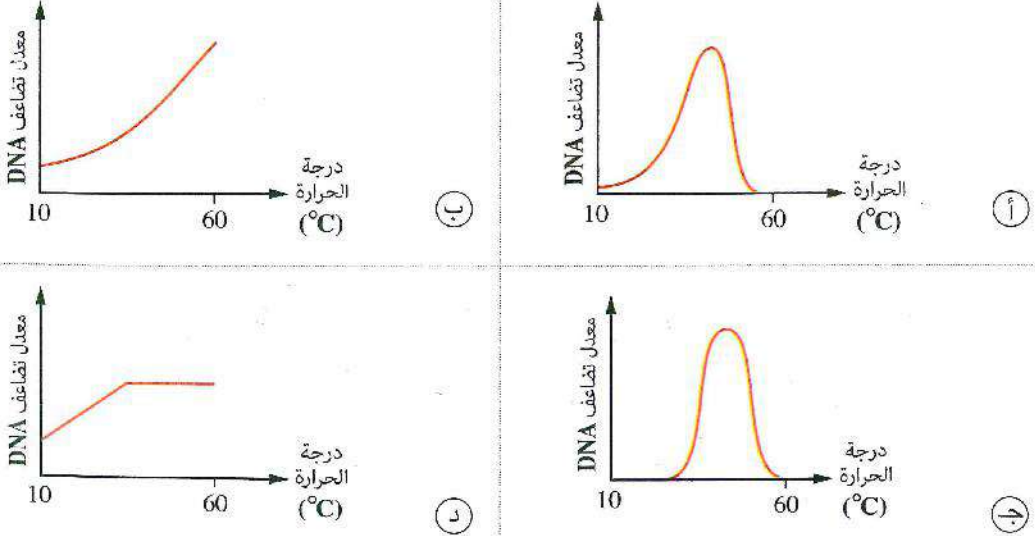 معدل تضاعف DNA
درجة
الحرارة
(°C)
10
60
أ
معدل تضاعف DNA
درجة
الحرارة
(°C)
10
60
ب
معدل تضاعف DNA
درجة
الحرارة
(°C)
10
60
جـ
معدل تضاعف DNA
درجة
الحرارة
(°C)
10
60
د